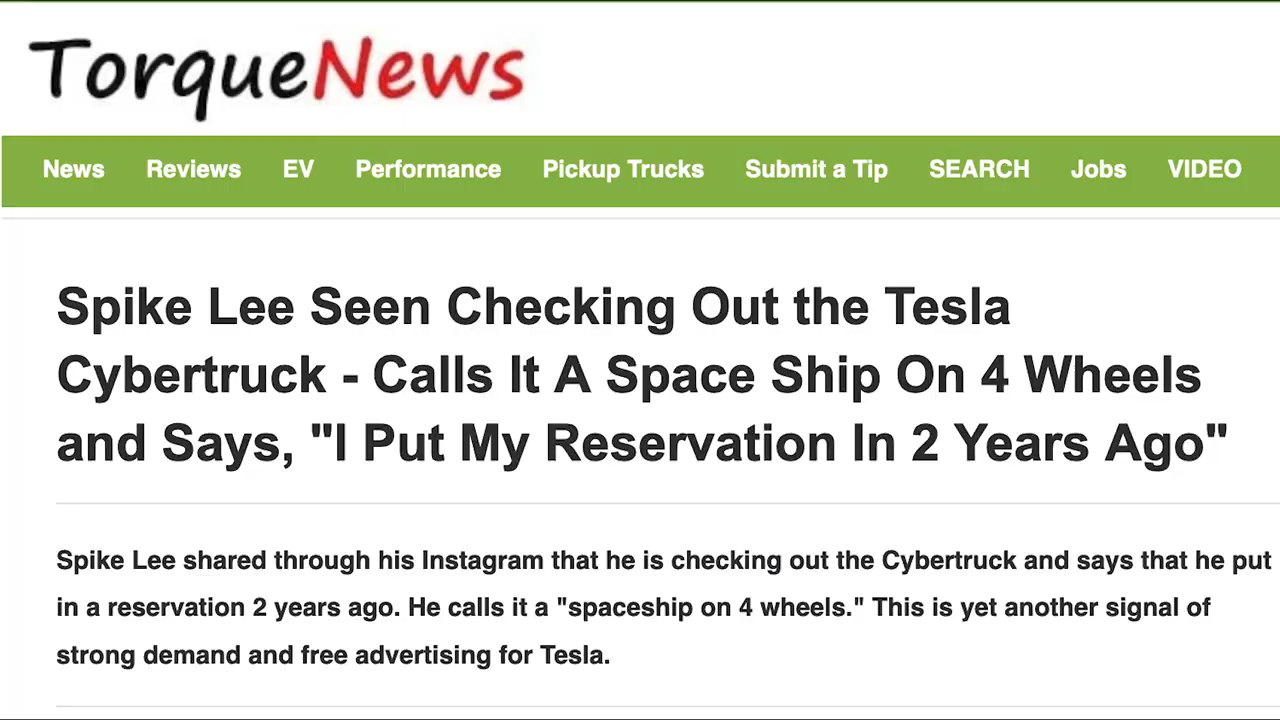 TorqueNews
News Reviews EV Performance Pickup Trucks Submit a Tip SEARCH Jobs VIDEO
Spike Lee Seen Checking Out the Tesla
Cybertruck - Calls It A Space Ship On 4 Wheels
and Says, "I Put My Reservation In 2 Years Ago"
Spike Lee shared through his Instagram that he is checking out the Cybertruck and says that he put
in a reservation 2 years ago. He calls it a "spaceship on 4 wheels." This is yet another signal of
strong demand and free advertising for Tesla.